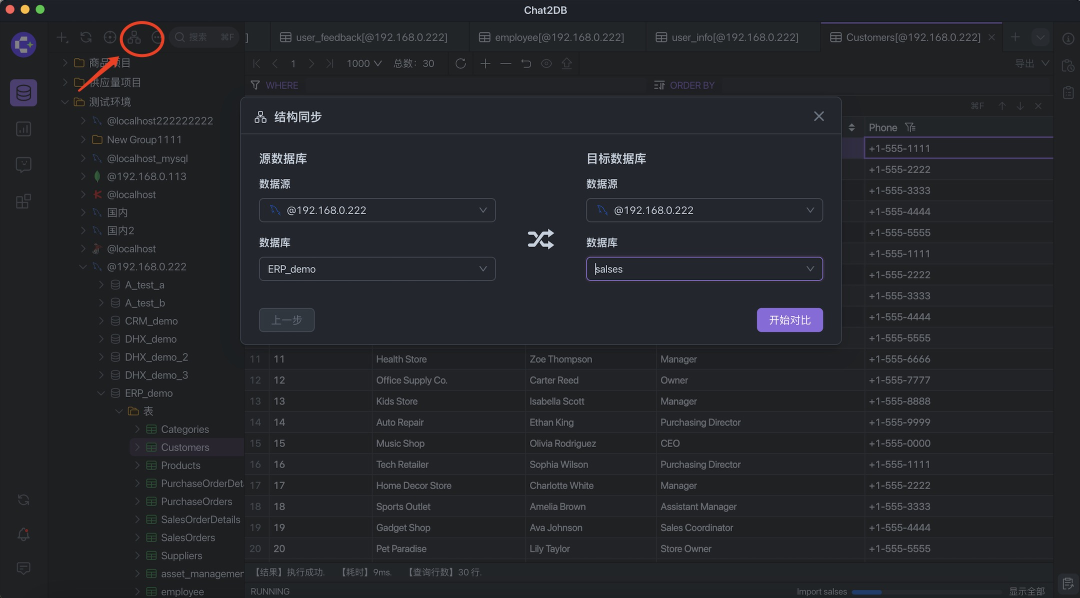 Chat2DB
搜索 ⌘F
]
user_feedback[@192.168.0.222]
employee[@192.168.0.222]
user_info[@192.168.0.222]
Customers[@192.168.0.222]
商品项目
供应量项目
测试环境
@localhost222222222
New Group1111
@localhost_mysql
@192.168.0.113
@localhost
国内
国内2
@localhost
@192.168.0.222
A_test_a
A_test_b
CRM_demo
DHX_demo
DHX_demo_2
DHX_demo_3
ERP_demo
表
Categories
Customers
Products
PurchaseOrderDet
PurchaseOrders
SalesOrderDetails
SalesOrders
Suppliers
asset_managemer
employee
1 1000 总数: 30 导出
WHERE ORDER BY
⌘F
结构同步
源数据库
数据源
@192.168.0.222
数据库
ERP_demo
目标数据库
数据源
@192.168.0.222
数据库
salses
上一步
开始对比
Phone
+1-555-1111
+1-555-2222
+1-555-3333
+1-555-4444
+1-555-5555
+1-555-1111
+1-555-2222
+1-555-3333
+1-555-4444
+1-555-5555
11 11 Health Store Zoe Thompson Manager +1-555-6666
12 12 Office Supply Co. Carter Reed Owner +1-555-7777
13 13 Kids Store Isabella Scott Manager +1-555-8888
14 14 Auto Repair Ethan King Purchasing Director +1-555-9999
15 15 Music Shop Olivia Rodriguez CEO +1-555-0000
16 16 Tech Retailer Sophia Wilson Purchasing Director +1-555-1111
17 17 Home Decor Store Charlotte White Manager +1-555-2222
18 18 Sports Outlet Amelia Brown Assistant Manager +1-555-3333
19 19 Gadget Shop Ava Johnson Sales Coordinator +1-555-4444
20 20 Pet Paradise Lily Taylor Store Owner +1-555-5555
【结果】执行成功. 【耗时】9ms. 【查询行数】30 行.
RUNNING
Import salses
显示全部